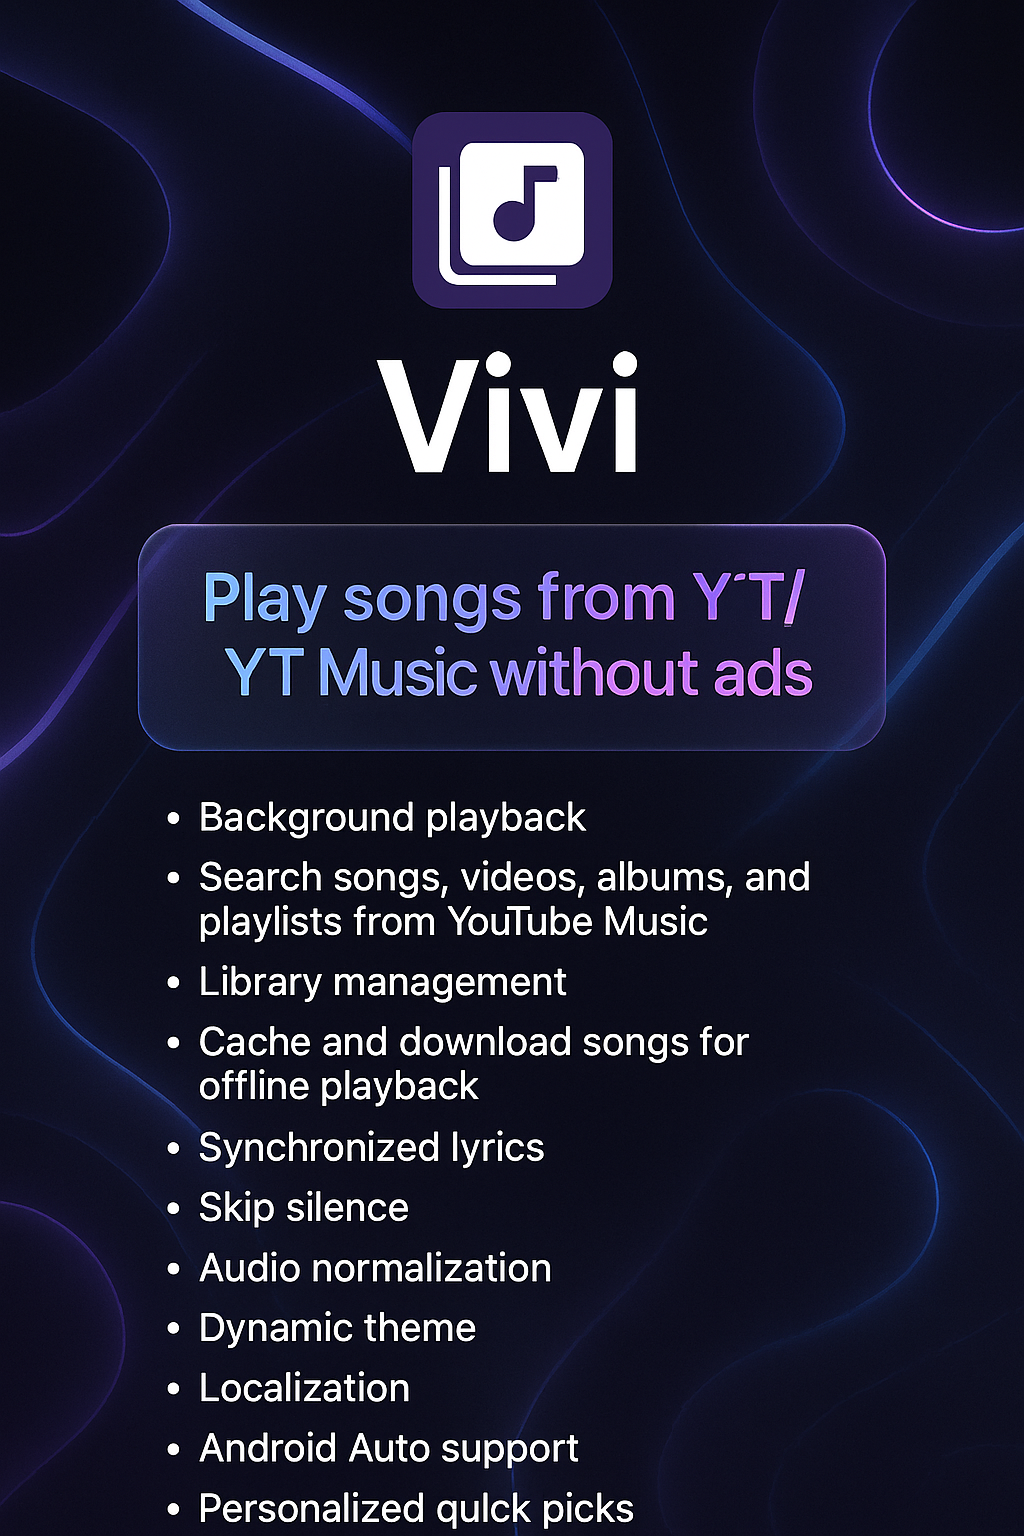 Vivi
Play songs from Y´T/
YT Music without ads
• Background playback
• Search songs, videos, albums, and
playlists from YouTube Music
• Library management
• Cache and download songs for
offline playback
• Synchronized lyrics
• Skip silence
• Audio normalization
• Dynamic theme
• Localization
• Android Auto support
• Personalized qulck picks